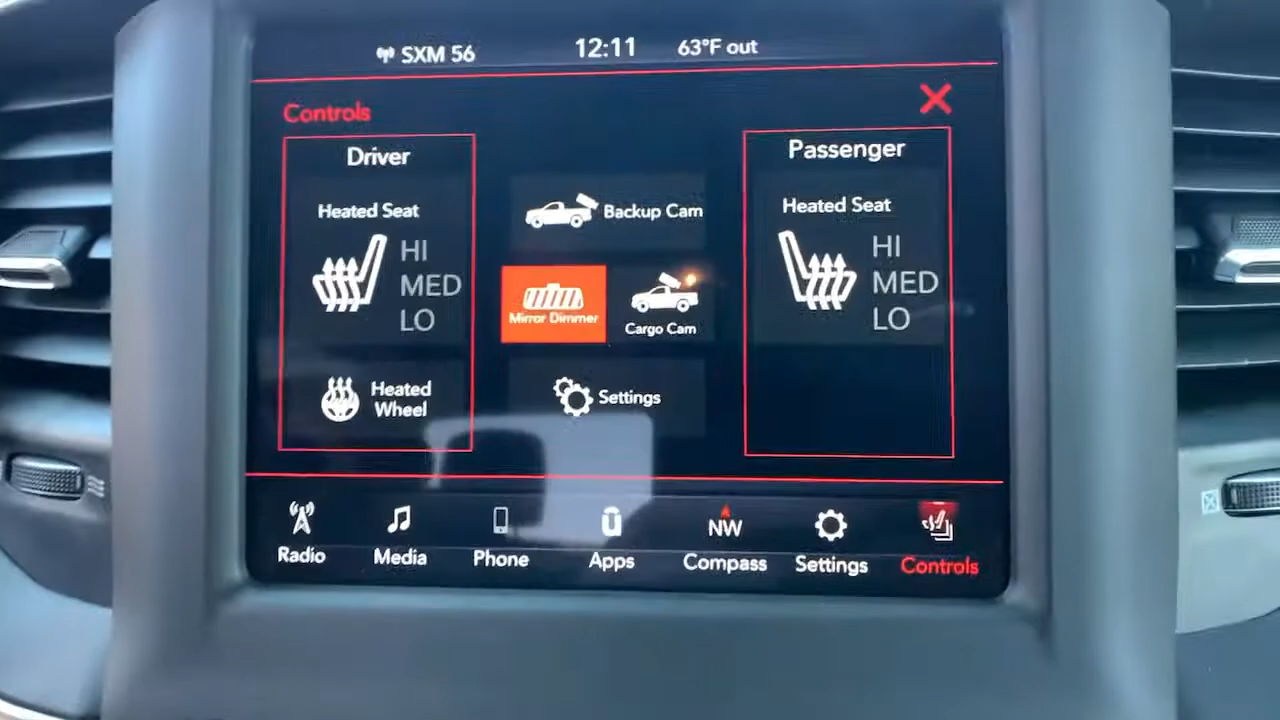 SXM 56
12:11
63°F out
Controls
Driver
Heated Seat
HI
MED
LO
Heated
Wheel
Backup Cam
Mirror Dimmer
Cargo Cam
Settings
Passenger
Heated Seat
HI
MED
LO
Radio
Media
Phone
Apps
NW
Compass
Settings
Controls